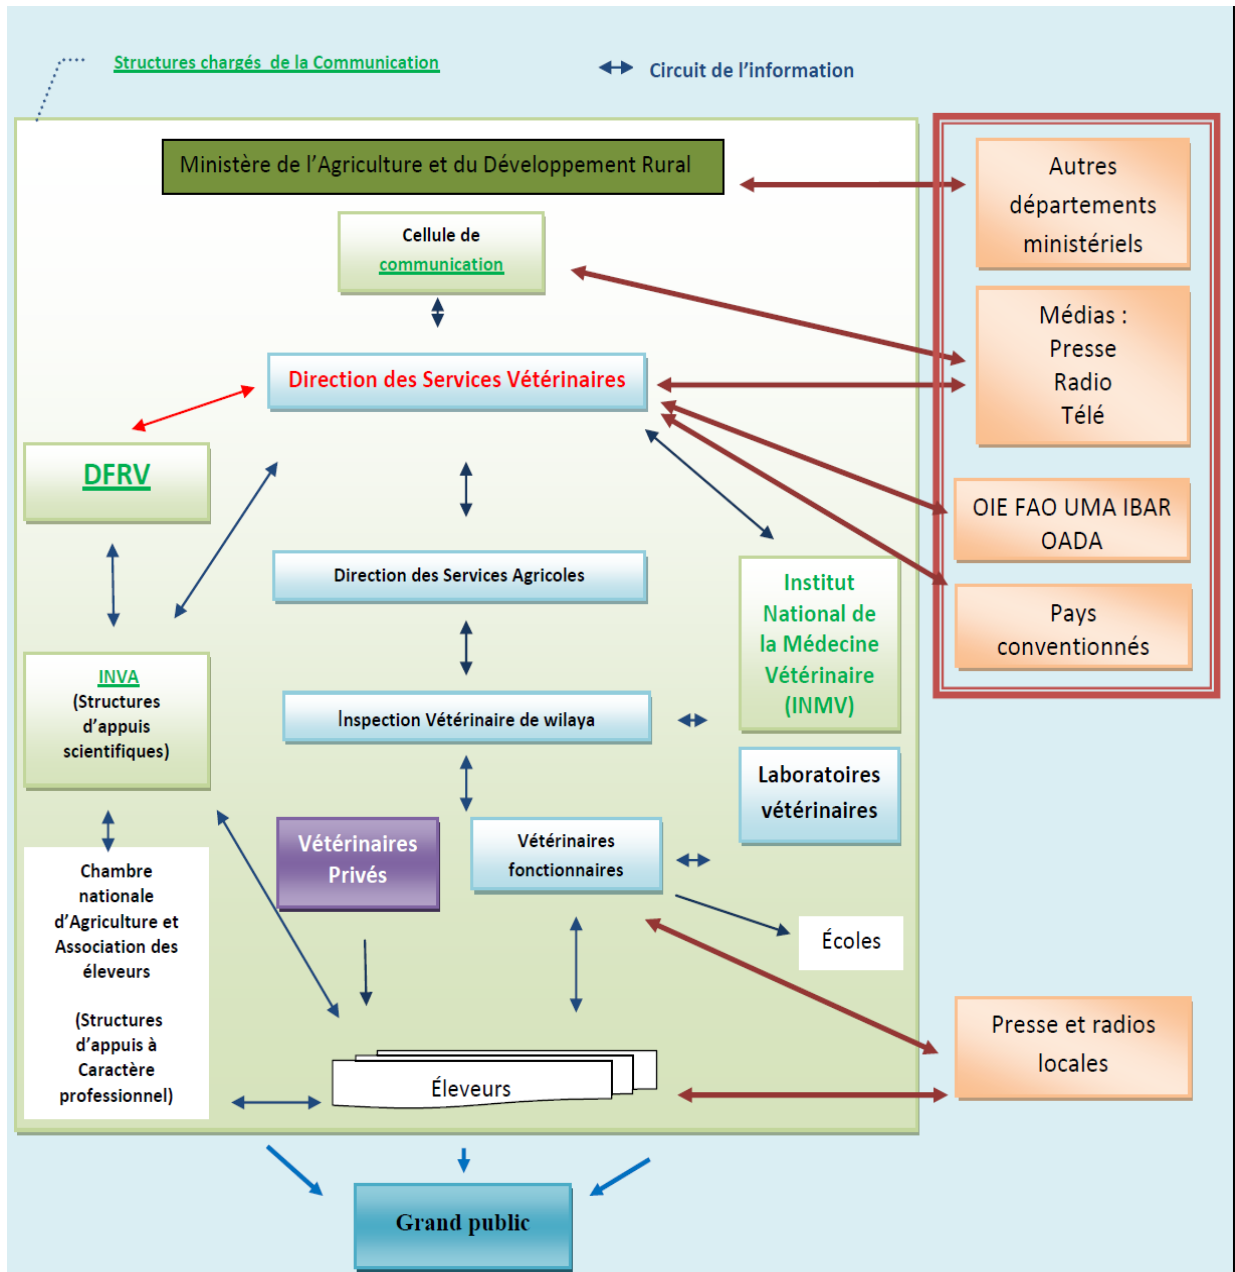 Structures chargés de la Communication
Circuit de l'information
Ministère de l'Agriculture et du Développement Rural
Autres
départements
ministériels
Cellule de
communication
Médias :
Presse
Radio
Télé
Direction des Services Vétérinaires
DFRV
OIE FAO UMA IBAR
OADA
Direction des Services Agricoles
Institut
National de
la Médecine
Vétérinaire
(INMV)
Pays
conventionnés
INVA
(Structures
d'appuis
scientifiques)
Inspection Vétérinaire de wilaya
Laboratoires
vétérinaires
Vétérinaires
Privés
Vétérinaires
fonctionnaires
Chambre
nationale
d'Agriculture et
Association des
éleveurs
(Structures
d'appuis à
Caractère
professionnel)
Écoles
Presse et radios
locales
Éleveurs
Grand public